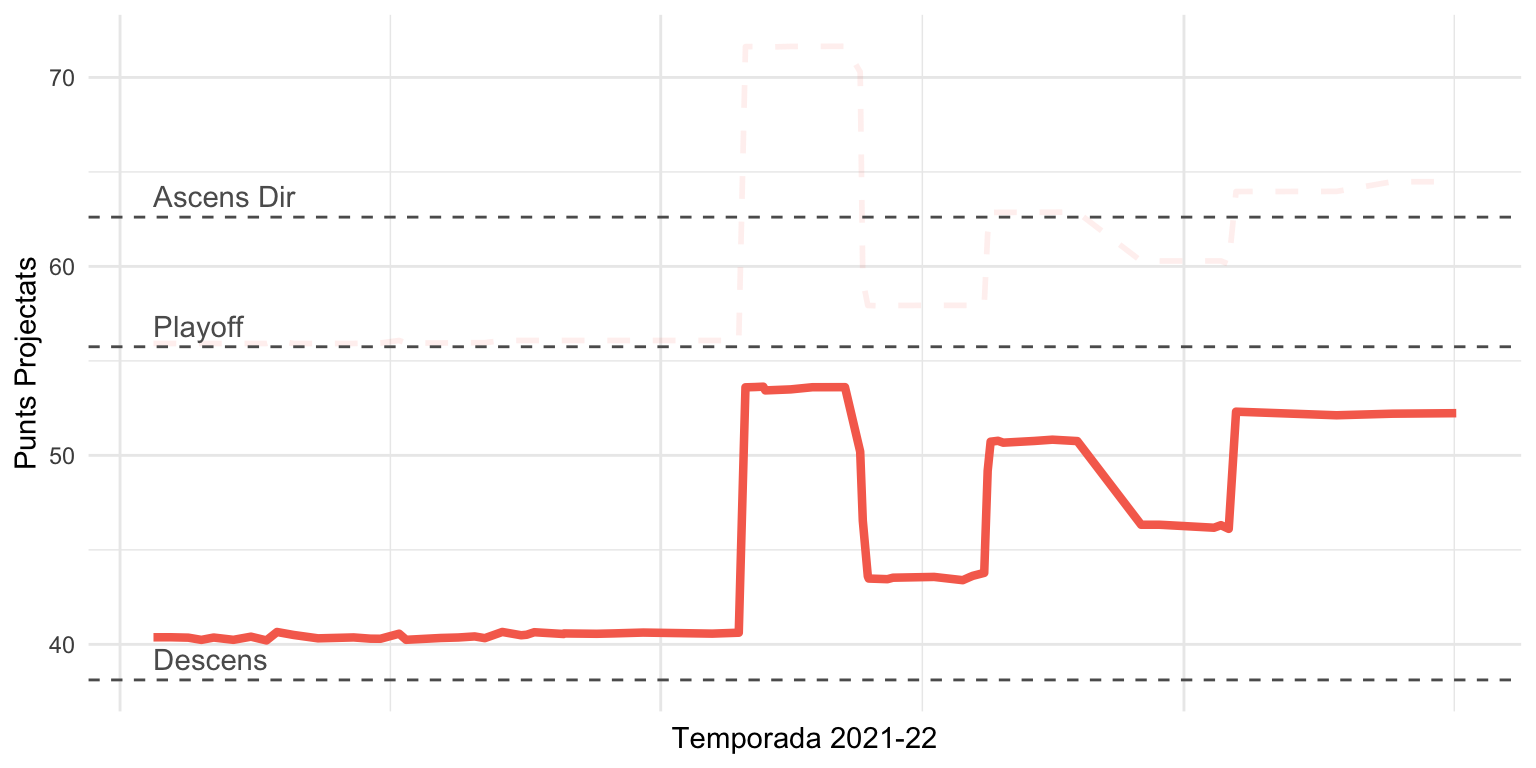 70
Ascens Dir
60
Playoff
Punts Projectats
50
40
Descens
Temporada 2021-22